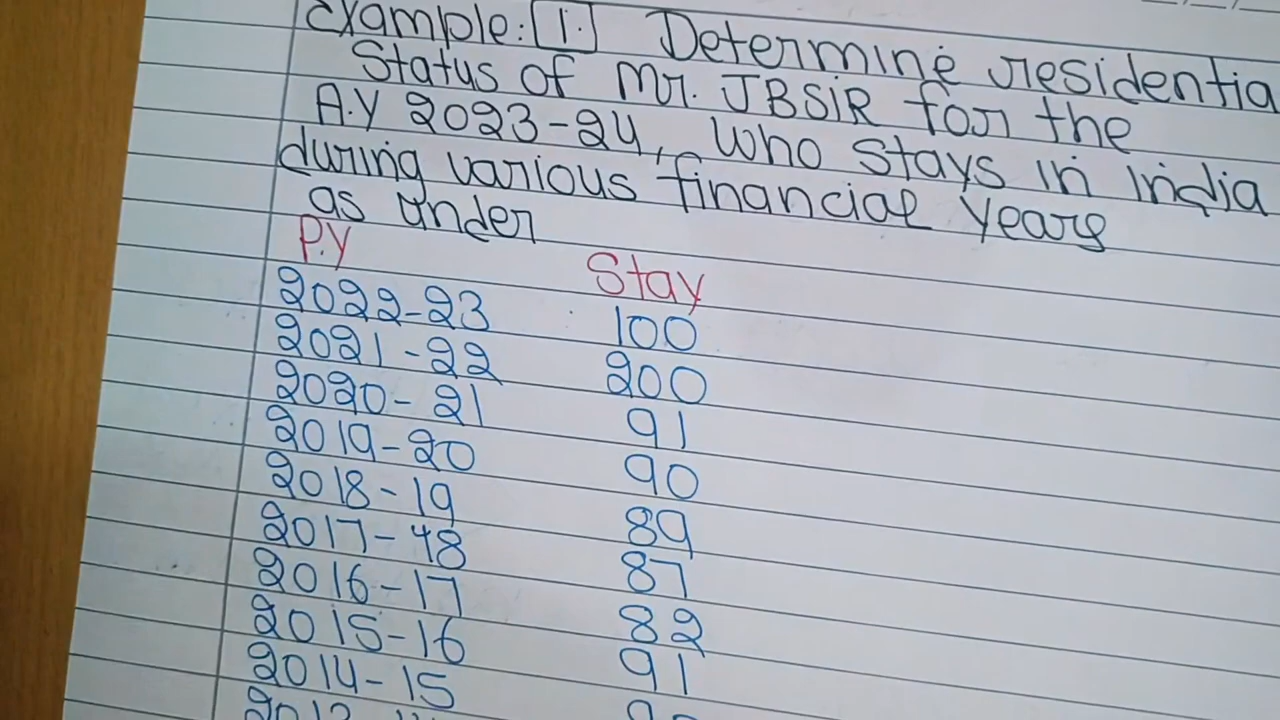 Example: 1. Determine residentia
Status of Mr. JBSIR for the
A.Y 2023-24, Who stays in india
during various financial years
as under
P.Y Stay
2022-23 100
2021-22 200
2020-21 91
2019-20 90
2018-19 89
2017-18 87
2016-17 82
2015-16 91
2014-15